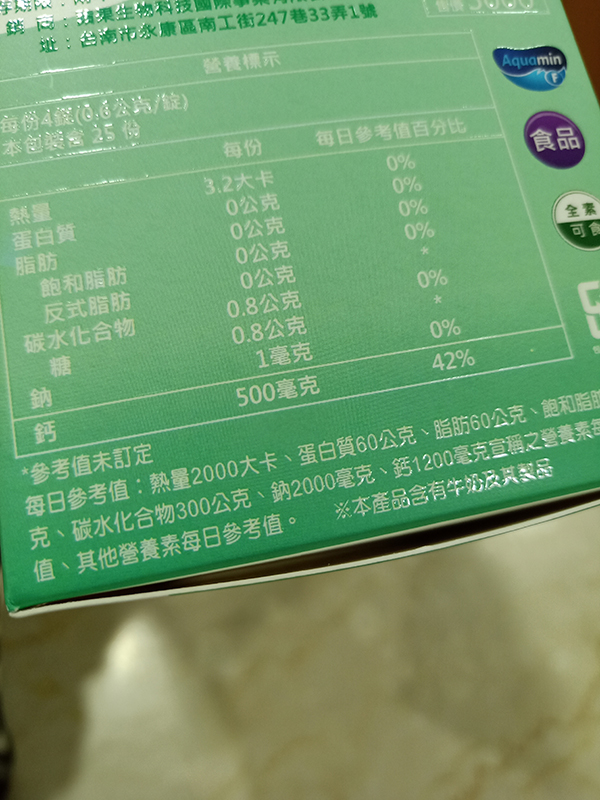 址：台南市永康區南工街247巷33弄1號
Aquamin
F
食品
全素
可食
營養標示
每份4錠(0.6公克/錠)
本包裝含 25 份
每份 每日參考值百分比
熱量 3.2大卡 0%
蛋白質 0公克 0%
脂肪 0公克 0%
飽和脂肪 0公克 0%
反式脂肪 0公克 *
碳水化合物 0.8公克 0%
糖 0.8公克 *
鈉 1毫克 0%
鈣 500毫克 42%
*參考值未訂定
每日參考值：熱量2000大卡、蛋白質60公克、脂肪60公克、飽和脂肪
克、碳水化合物300公克、鈉2000毫克、鈣1200毫克宣稱之營養素每
值、其他營養素每日參考值。 ※本產品含有牛奶及其製品